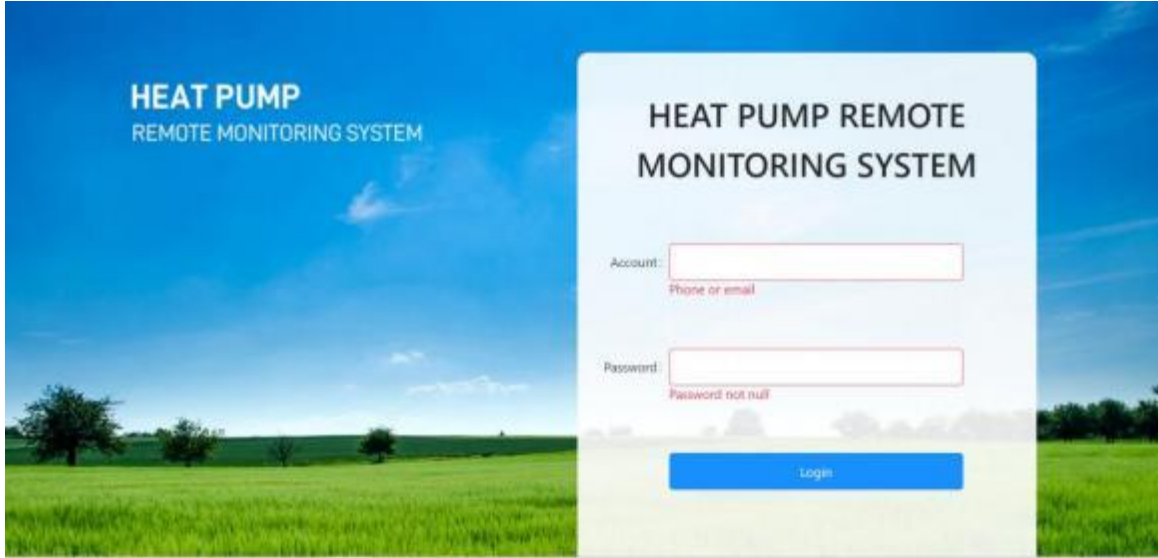 HEAT PUMP
REMOTE MONITORING SYSTEM
HEAT PUMP REMOTE
MONITORING SYSTEM
Account:
Phone or email
Password:
Password not null
Login